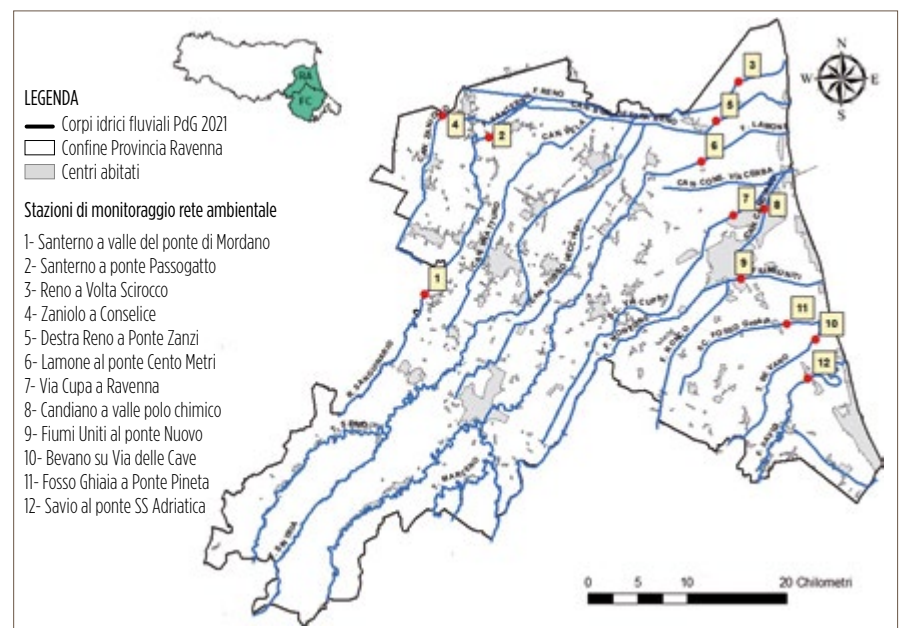 RA
FC
LEGENDA
Corpi idrici fluviali PdG 2021
Confine Provincia Ravenna
Centri abitati
Stazioni di monitoraggio rete ambientale
1- Santerno a valle del ponte di Mordano
2- Santerno a ponte Passogatto
3- Reno a Volta Scirocco
4- Zaniolo a Conselice
5- Destra Reno a Ponte Zanzi
6- Lamone al ponte Cento Metri
7- Via Cupa a Ravenna
8- Candiano a valle polo chimico
9- Fiumi Uniti al ponte Nuovo
10- Bevano su Via delle Cave
11- Fosso Ghiaia a Ponte Pineta
12- Savio al ponte SS Adriatica
N
W
E
S
3
5
F. RENO
4
2
F. LAMONE
6
7
8
9
1
11
10
12
F. RONCO
F. SAVIO
0 5 10 20 Chilometri